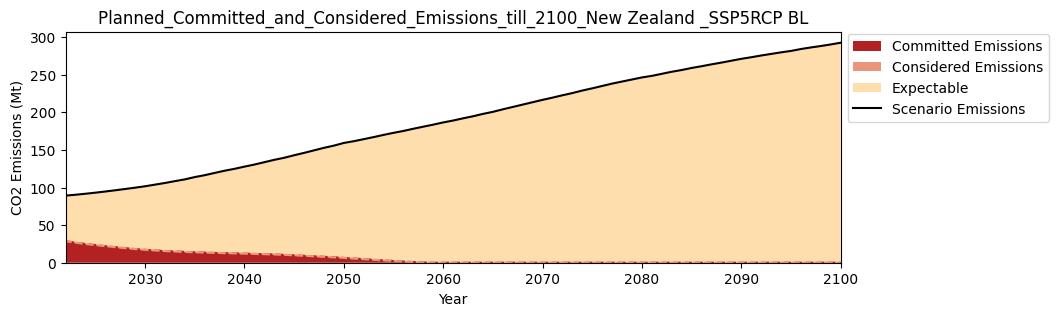 Planned_Committed_and_Considered_Emissions_till_2100_New Zealand _SSP5RCP BL
CO2 Emissions (Mt)
300
250
200
150
100
50
0
2030
2040
2050
2060
2070
2080
2090
2100
Year
Committed Emissions
Considered Emissions
Expectable
Scenario Emissions